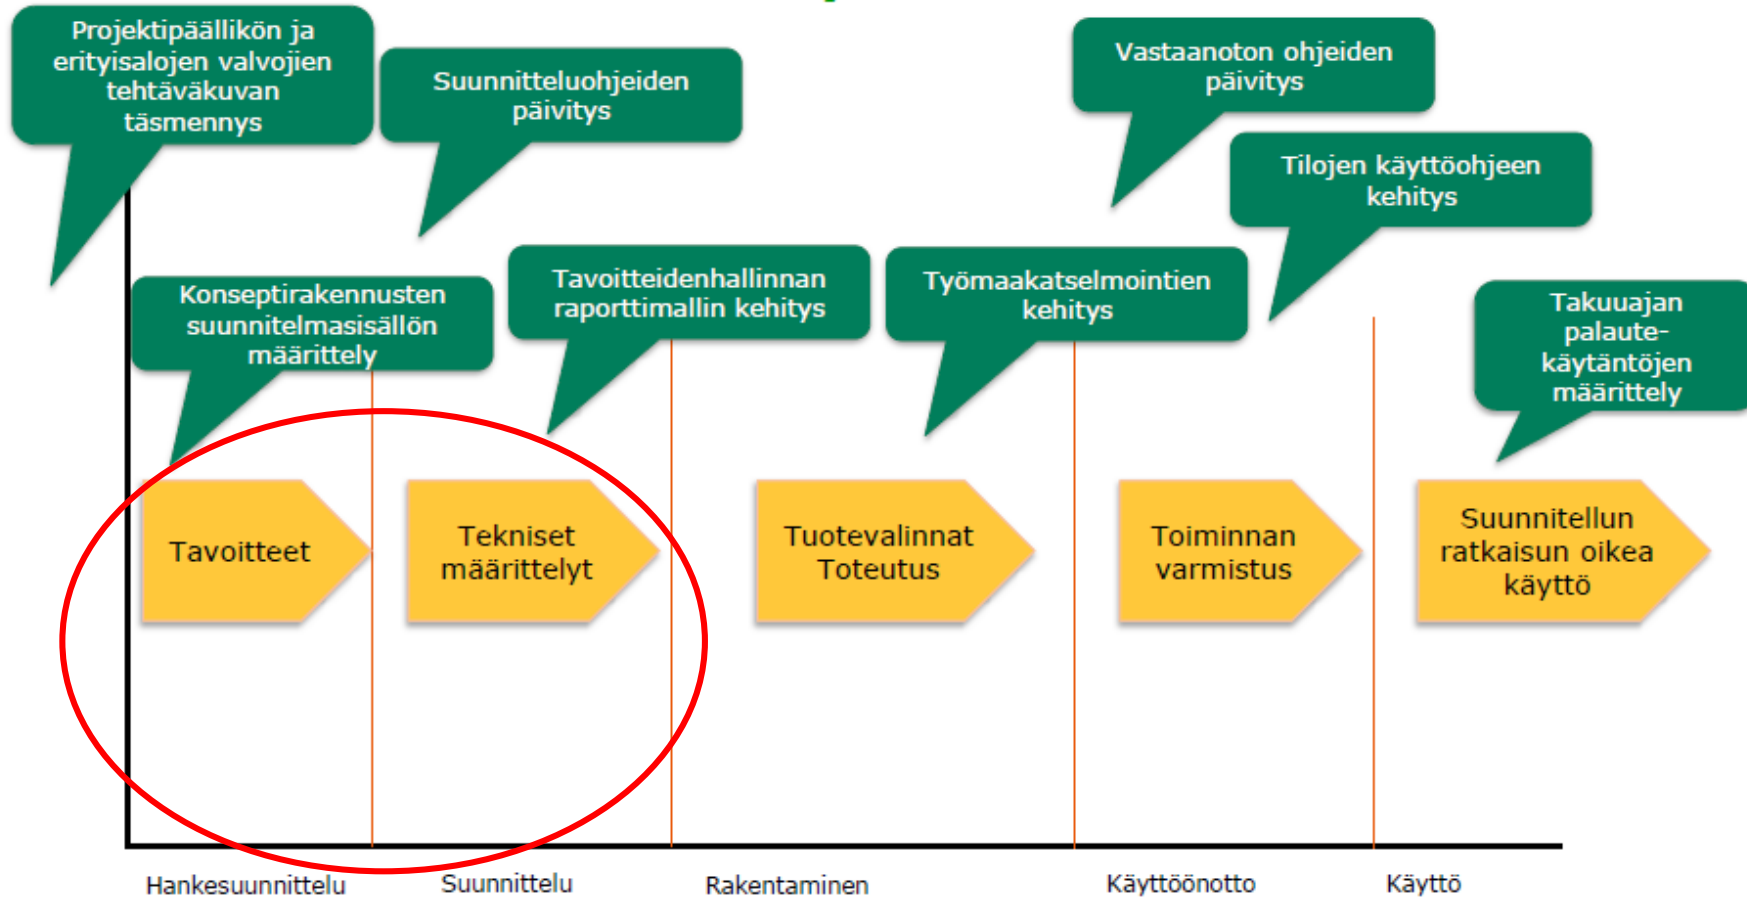 Projektipäällikön ja
erityisalojen valvojien
tehtäväkuvan
täsmennys
Suunnitteluohjeiden
päivitys
Vastaanoton ohjeiden
päivitys
Tilojen käyttöohjeen
kehitys
Konseptirakennusten
suunnitelmasisällön
määrittely
Tavoitteidenhallinnan
raporttimallin kehitys
Työmaakatselmointien
kehitys
Takuuajan
palaute-
käytäntöjen
määrittely
Tavoitteet
Tekniset
määrittelyt
Tuotevalinnat
Toteutus
Toiminnan
varmistus
Suunnitellun
ratkaisun oikea
käyttö
Hankesuunnittelu
Suunnittelu
Rakentaminen
Käyttöönotto
Käyttö